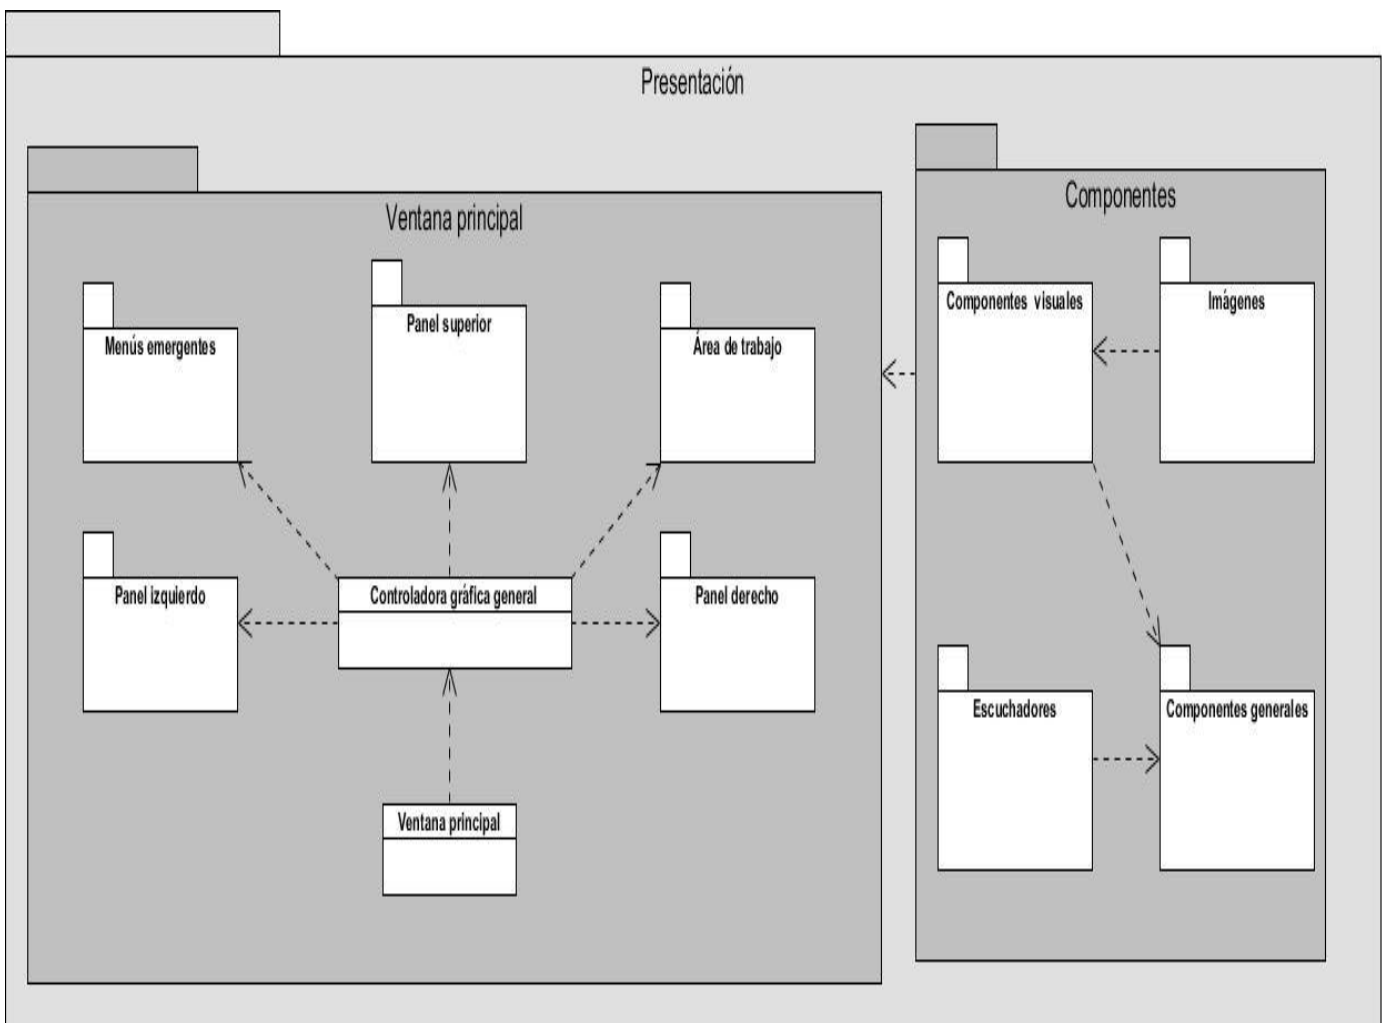 Presentación
Ventana principal
Componentes
Menús emergentes
Panel superior
Área de trabajo
Componentes visuales
Imágenes
Panel izquierdo
Controladora gráfica general
Panel derecho
Escuchadores
Componentes generales
Ventana principal